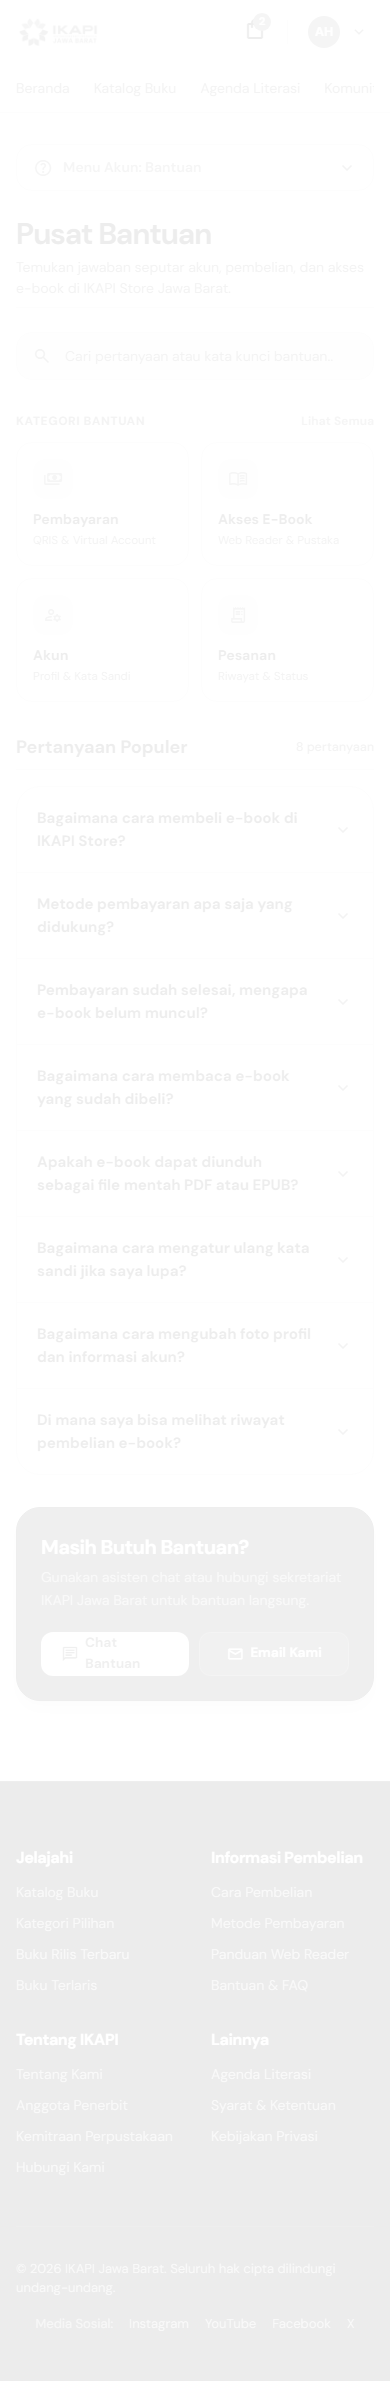 IKAPI
JAWA BARAT
2
AH
Beranda Katalog Buku Agenda Literasi Komuni
Menu Akun: Bantuan
Pusat Bantuan
Temukan jawaban seputar akun, pembelian, dan akses
e-book di IKAPI Store Jawa Barat.
Cari pertanyaan atau kata kunci bantuan...
KATEGORI BANTUAN Lihat Semua
Pembayaran
QRIS & Virtual Account
Akses E-Book
Web Reader & Pustaka
Akun
Profil & Kata Sandi
Pesanan
Riwayat & Status
Pertanyaan Populer 8 pertanyaan
Bagaimana cara membeli e-book di
IKAPI Store?
Metode pembayaran apa saja yang
didukung?
Pembayaran sudah selesai, mengapa
e-book belum muncul?
Bagaimana cara membaca e-book
yang sudah dibeli?
Apakah e-book dapat diunduh
sebagai file mentah PDF atau EPUB?
Bagaimana cara mengatur ulang kata
sandi jika saya lupa?
Bagaimana cara mengubah foto profil
dan informasi akun?
Di mana saya bisa melihat riwayat
pembelian e-book?
Masih Butuh Bantuan?
Gunakan asisten chat atau hubungi sekretariat
IKAPI Jawa Barat untuk bantuan langsung.
Chat
Bantuan
Email Kami
Jelajahi
Katalog Buku
Kategori Pilihan
Buku Rilis Terbaru
Buku Terlaris
Informasi Pembelian
Cara Pembelian
Metode Pembayaran
Panduan Web Reader
Bantuan & FAQ
Tentang IKAPI
Tentang Kami
Anggota Penerbit
Kemitraan Perpustakaan
Hubungi Kami
Lainnya
Agenda Literasi
Syarat & Ketentuan
Kebijakan Privasi
© 2026 IKAPI Jawa Barat. Seluruh hak cipta dilindungi
undang-undang.
Media Sosial: Instagram YouTube Facebook X